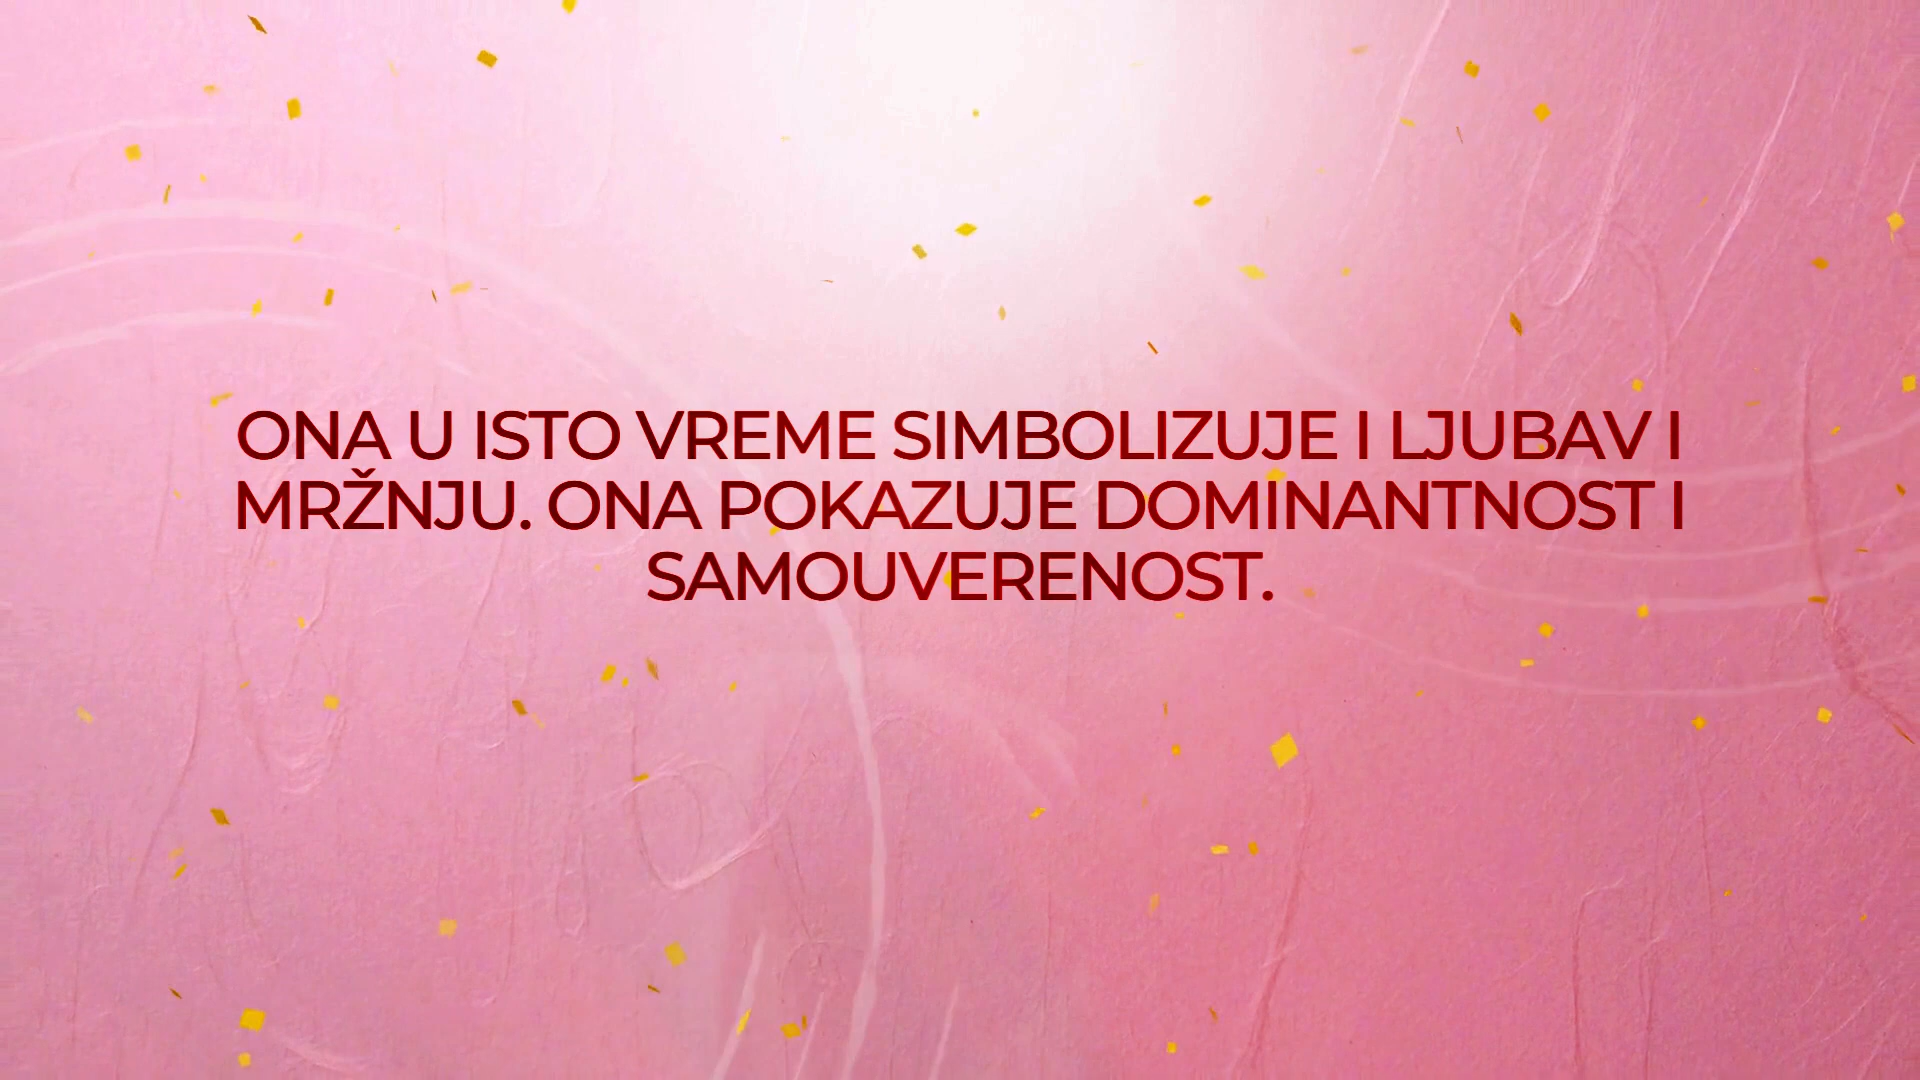 ONA U ISTO VREME SIMBOLIZUJE I LJUBAV I
MRŽNJU. ONA POKAZUJE DOMINANTNOST I
SAMOUVERENOST.